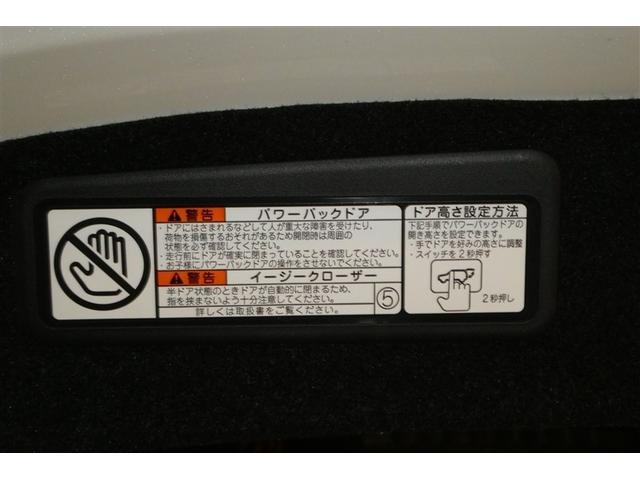 警告 パワーバックドア
・ドアにはさまれるなどして人が重大な障害を受けたり、
荷物を損傷するおそれがあるため開閉時は周囲の
状態を必ず確認してください。
・走行前にドアが確実に閉まっていることを確認してください。
・お子様にパワーバックドアの操作をさせないでください。
警告 イージークローザー
半ドア状態のときドアが自動的に閉まるため、
指を挟まないよう十分注意してください。
⑤
詳しくは取扱書をご覧ください。
ドア高さ設定方法
下記手順でパワーバックドアの
開き高さを設定できます。
・手でドアを好みの高さに調整
・スイッチを2秒押す
2秒押し